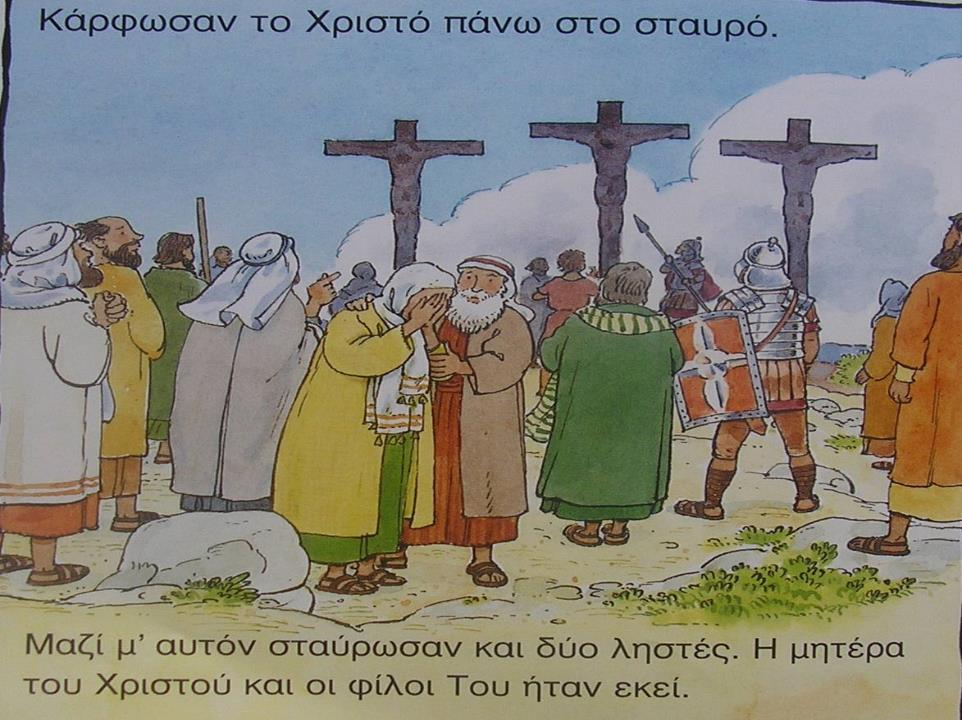 Κάρφωσαν το Χριστό πάνω στο σταυρό.
Μαζί μ' αυτόν σταύρωσαν και δύο ληστές. Η μητέρα
του Χριστού και οι φίλοι Του ήταν εκεί.